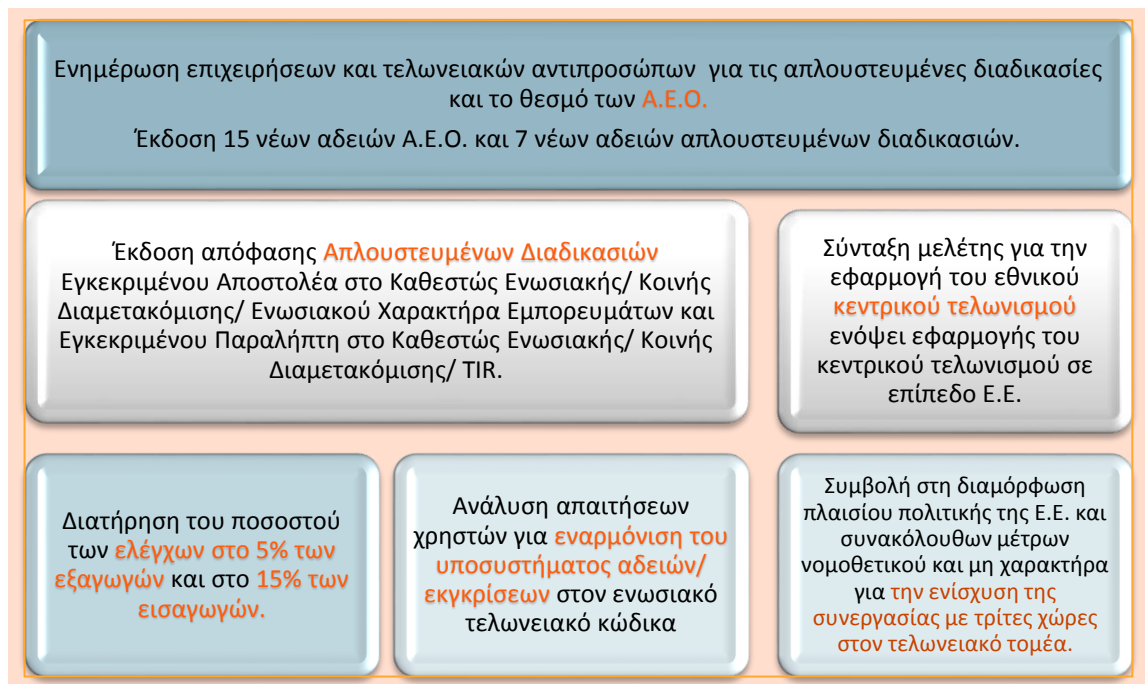 Ενημέρωση επιχειρήσεων και τελωνειακών αντιπροσώπων για τις απλουστευμένες διαδικασίες
και το θεσμό των Α.Ε.Ο.
Έκδοση 15 νέων αδειών Α.Ε.Ο. και 7 νέων αδειών απλουστευμένων διαδικασιών.
Έκδοση απόφασης Απλουστευμένων Διαδικασιών
Εγκεκριμένου Αποστολέα στο Καθεστώς Ενωσιακής/ Κοινής
Διαμετακόμισης/ Ενωσιακού Χαρακτήρα Εμπορευμάτων και
Εγκεκριμένου Παραλήπτη στο Καθεστώς Ενωσιακής/ Κοινής
Διαμετακόμισης/ TIR.
Σύνταξη μελέτης για την
εφαρμογή του εθνικού
κεντρικού τελωνισμού
ενόψει εφαρμογής του
κεντρικού τελωνισμού σε
επίπεδο Ε.Ε.
Διατήρηση του ποσοστού
των ελέγχων στο 5% των
εξαγωγών και στο 15% των
εισαγωγών.
Ανάλυση απαιτήσεων
χρηστών για εναρμόνιση του
υποσυστήματος αδειών/
εκγκρίσεων στον ενωσιακό
τελωνειακό κώδικα
Συμβολή στη διαμόρφωση
πλαισίου πολιτικής της Ε.Ε. και
συνακόλουθων μέτρων
νομοθετικού και μη χαρακτήρα
για την ενίσχυση της
συνεργασίας με τρίτες χώρες
στον τελωνειακό τομέα.